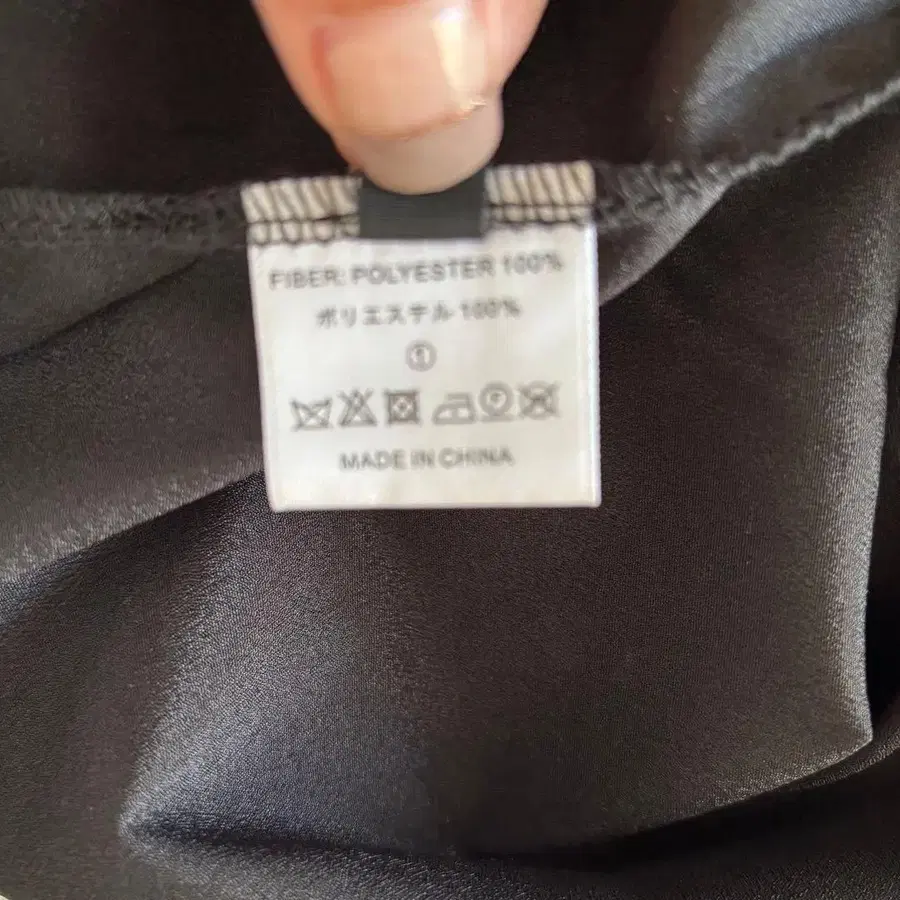 FIBER: POLYESTER 100%
ポリエステル 100%
①
MADE IN CHINA